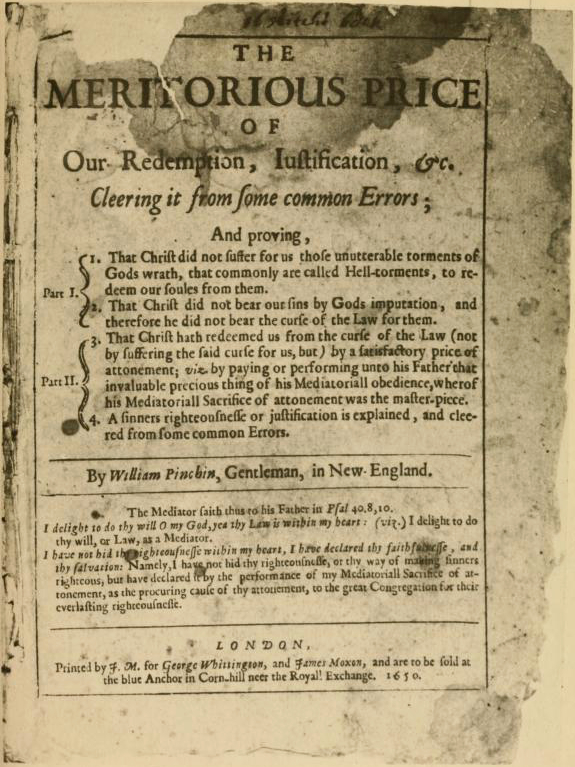 THE
MERITORIOUS PRICE
OF
Our Redemption, Iuſtification, &c.
Cleering it from ſome common Errors;
And proving,
Part I.
1. That Chriſt did not ſuffer for us thoſe unutterable torments of
Gods wrath, that commonly are called Hell-torments, to re-
deem our ſoules from them.
2. That Chriſt did not bear our ſins by Gods imputation, and
therefore he did not bear the curſe of the Law for them.
Part II.
3. That Chriſt hath redeemed us from the curſe of the Law (not
by ſuffering the ſaid curſe for us, but) by a ſatisfactory price of
attonement; viz. by paying or performing unto his Father that
invaluable precious thing of his Mediatoriall obedience, wherof
his Mediatoriall Sacrifice of attonement was the maſter-piece.
4. A ſinners righteouſneſſe or juſtification is explained, and clee-
red from ſome common Errors.
By William Pinchin, Gentleman, in New-England.
The Mediator ſaith thus to his Father in Pſal 40.8,10.
I delight to do thy will O my God, yea thy Law is within my heart: (viz.) I delight to do
thy will, or Law, as a Mediator.
I have not hid thy righteouſneſſe within my heart, I have declared thy faithfulneſſe, and
thy ſalvation: Namely, I have not hid thy righteouſneſſe, or thy way of making ſinners
righteous, but have declared it by the performance of my Mediatoriall Sacrifice of at-
tonement, as the procuring cauſe of thy attonement, to the great Congregation for their
everlaſting righteouſneſſe.
LONDON,
Printed by J. M. for George Whittington, and James Moxon, and are to be ſold at
the blue Anchor in Corn-hill neer the Royall Exchange. 1650.